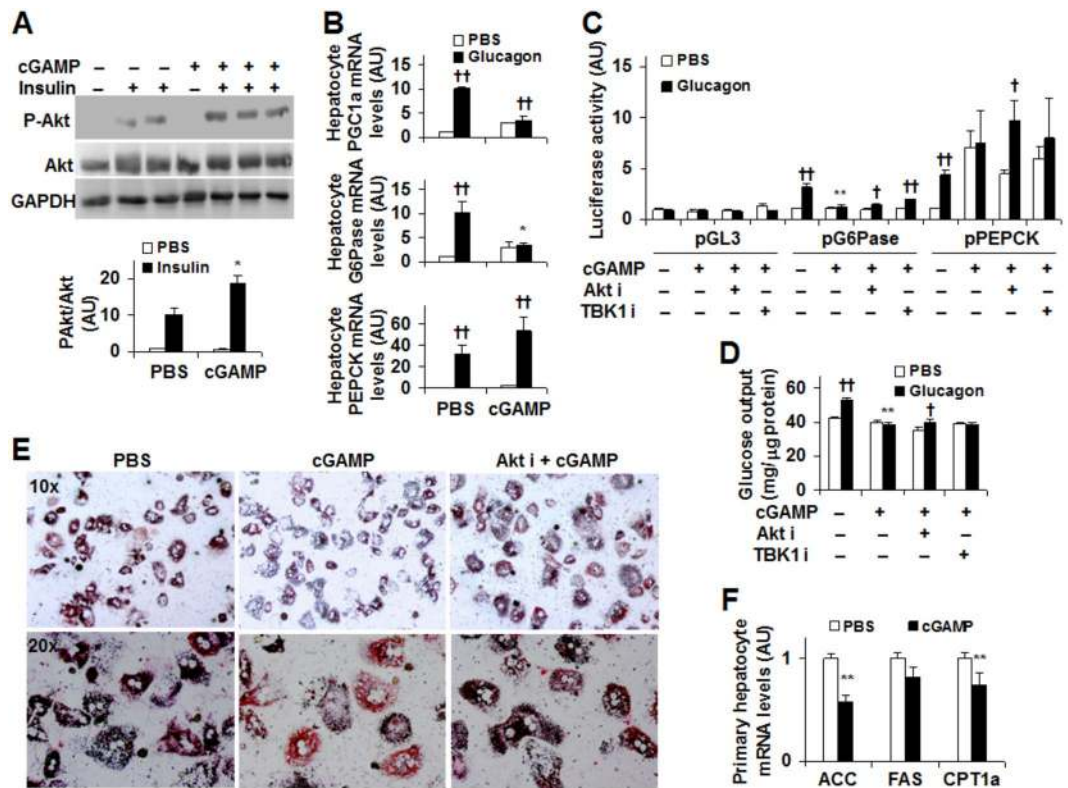 A
cGAMP – – – + + + +
Insulin – + + – + + +
P-Akt
Akt
GAPDH
PBS
Insulin
PAkt/Akt
(AU)
20
10
0
*
PBS cGAMP
B
PBS
Glucagon
Hepatocyte
PGC1a mRNA
levels (AU)
15
10
5
0
†† ††
Hepatocyte
G6Pase mRNA
levels (AU)
15
10
5
0
†† *
Hepatocyte
PEPCK mRNA
levels (AU)
60
40
20
0
†† ††
PBS cGAMP
C
PBS
Glucagon
Luciferase activity (AU)
15
10
5
0
†† ** † †† †† †
pGL3 pG6Pase pPEPCK
cGAMP – + + + – + + + – + + +
Akt i – – + – – – + – – – + –
TBK1 i – – – + – – – + – – – +
D
PBS
Glucagon
Glucose output
(mg/µg protein)
60
40
20
0
†† ** †
cGAMP – + + +
Akt i – – + –
TBK1 i – – – +
E
PBS cGAMP Akt i + cGAMP
10x
20x
F
PBS cGAMP
Primary hepatocyte
mRNA levels (AU)
1
0
** **
ACC FAS CPT1a